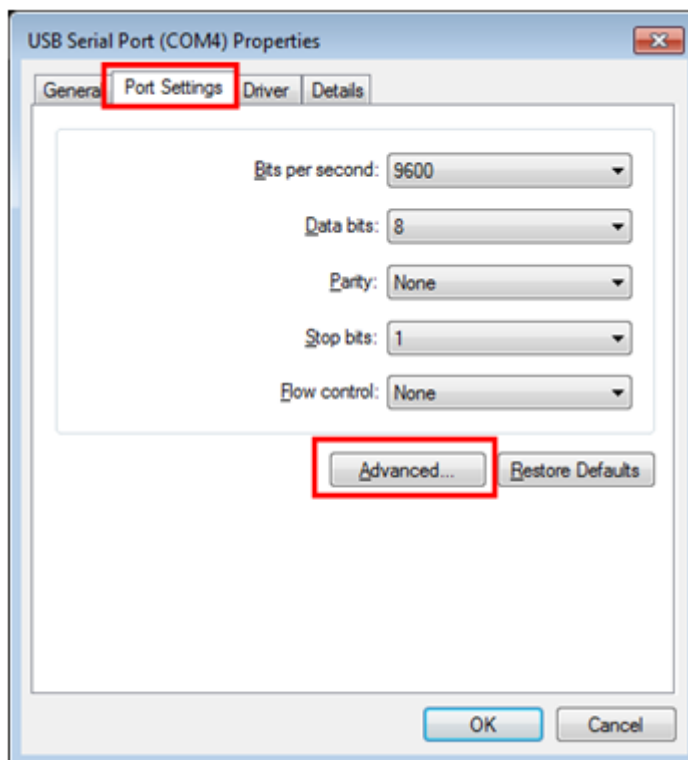 USB Serial Port (COM4) Properties
General Port Settings Driver Details
Bits per second: 9600
Data bits: 8
Parity: None
Stop bits: 1
Flow control: None
Advanced... Restore Defaults
OK Cancel